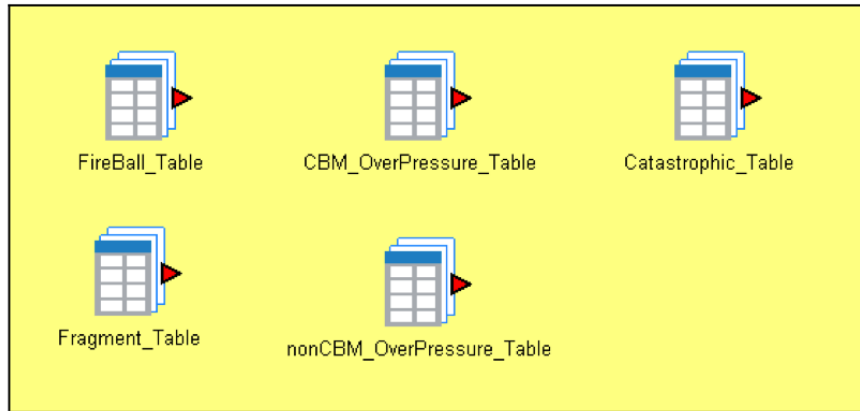 FireBall_Table
CBM_OverPressure_Table
Catastrophic_Table
Fragment_Table
nonCBM_OverPressure_Table